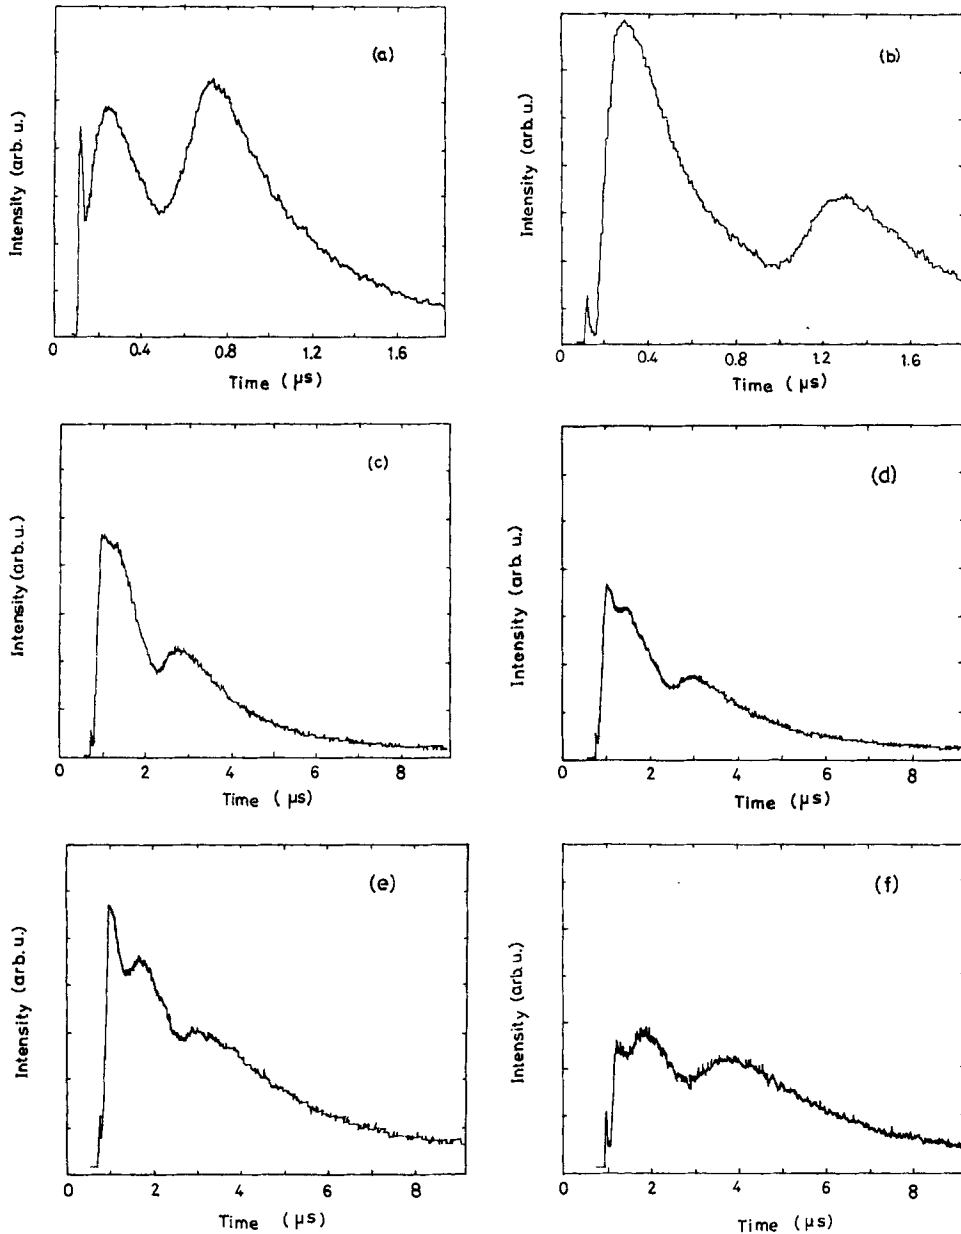 (a)
Intensity (arb. u.)
0 0.4 0.8 1.2 1.6
Time (μs)
(b)
Intensity (arb. u.)
0 0.4 0.8 1.2 1.6
Time (μs)
(c)
Intensity (arb. u.)
0 2 4 6 8
Time (μs)
(d)
Intensity (arb. u.)
0 2 4 6 8
Time (μs)
(e)
Intensity (arb. u.)
0 2 4 6 8
Time (μs)
(f)
Intensity (arb. u.)
0 2 4 6 8
Time (μs)